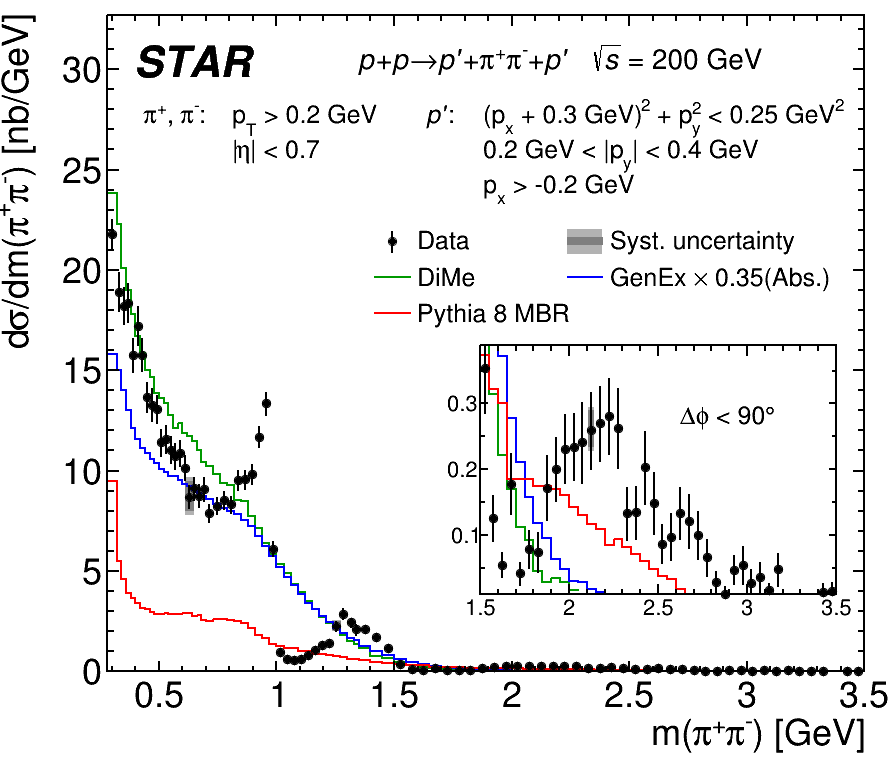 STAR
p+p→p′+π⁺π⁻+p′ √s = 200 GeV
π⁺, π⁻: p_T > 0.2 GeV p′: (p_x + 0.3 GeV)² + p_y² < 0.25 GeV²
|η| < 0.7 0.2 GeV < |p_y| < 0.4 GeV
p_x > -0.2 GeV
Data Syst. uncertainty
DiMe GenEx × 0.35(Abs.)
Pythia 8 MBR
Δϕ < 90°
0.3
0.2
0.1
1.5 2 2.5 3 3.5
dσ/dm(π⁺π⁻) [nb/GeV]
30
25
20
15
10
5
0
0.5 1 1.5 2 2.5 3 3.5
m(π⁺π⁻) [GeV]